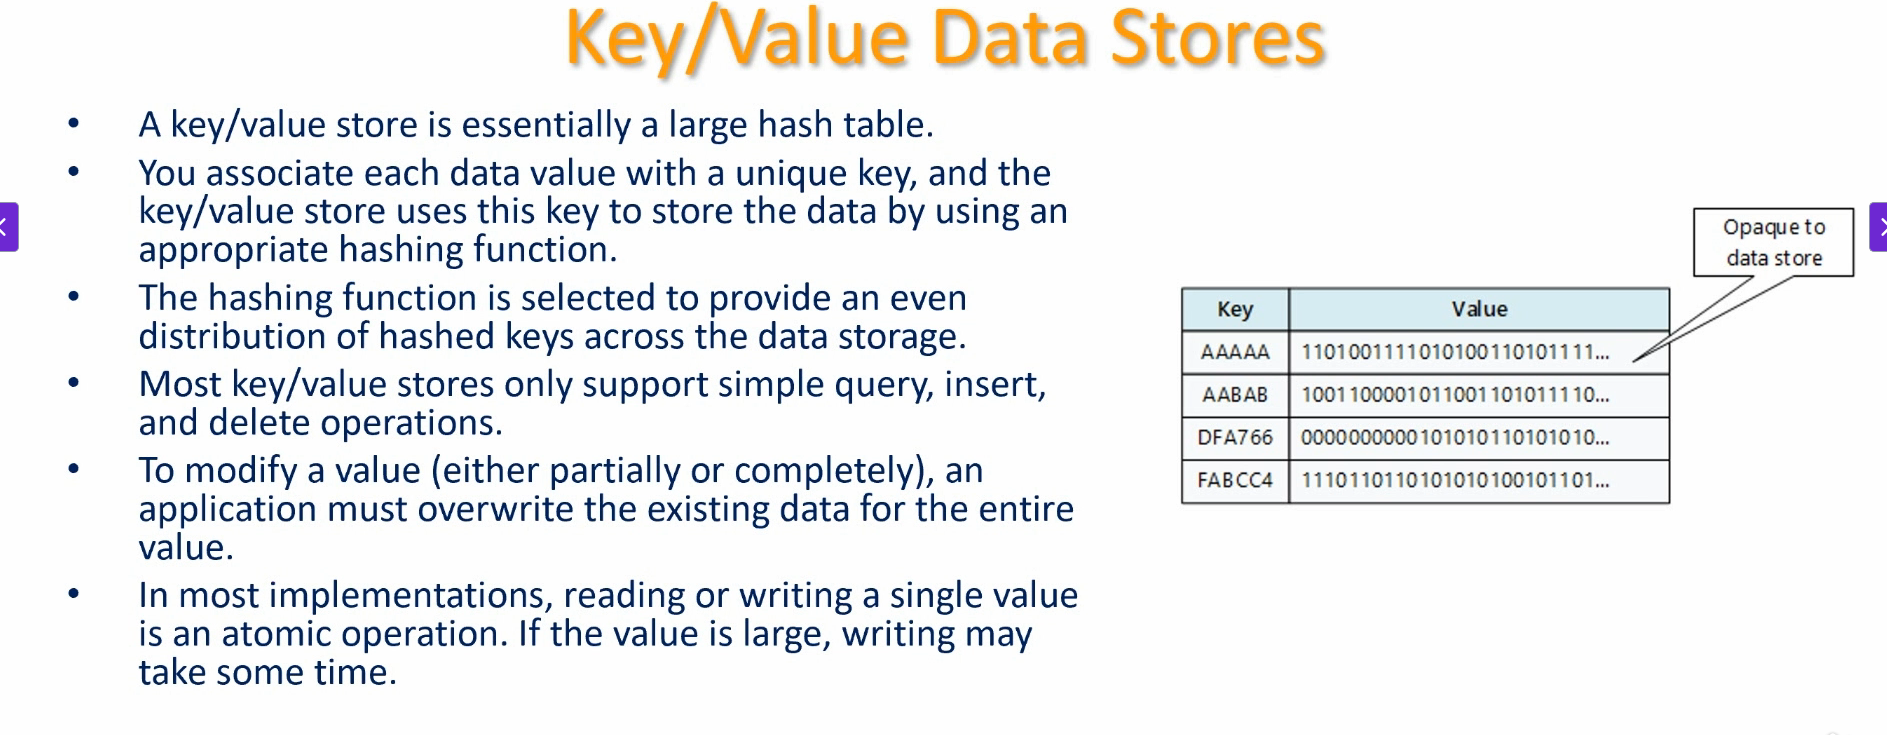 Key/Value Data Stores
• A key/value store is essentially a large hash table.
• You associate each data value with a unique key, and the
key/value store uses this key to store the data by using an
appropriate hashing function.
• The hashing function is selected to provide an even
distribution of hashed keys across the data storage.
• Most key/value stores only support simple query, insert,
and delete operations.
• To modify a value (either partially or completely), an
application must overwrite the existing data for the entire
value.
• In most implementations, reading or writing a single value
is an atomic operation. If the value is large, writing may
take some time.
Opaque to
data store
Key Value
AAAAA 1101001111010100110101111...
AABAB 1001100001011001101011110...
DFA766 0000000000101010110101010...
FABCC4 1110110110101010100101101...